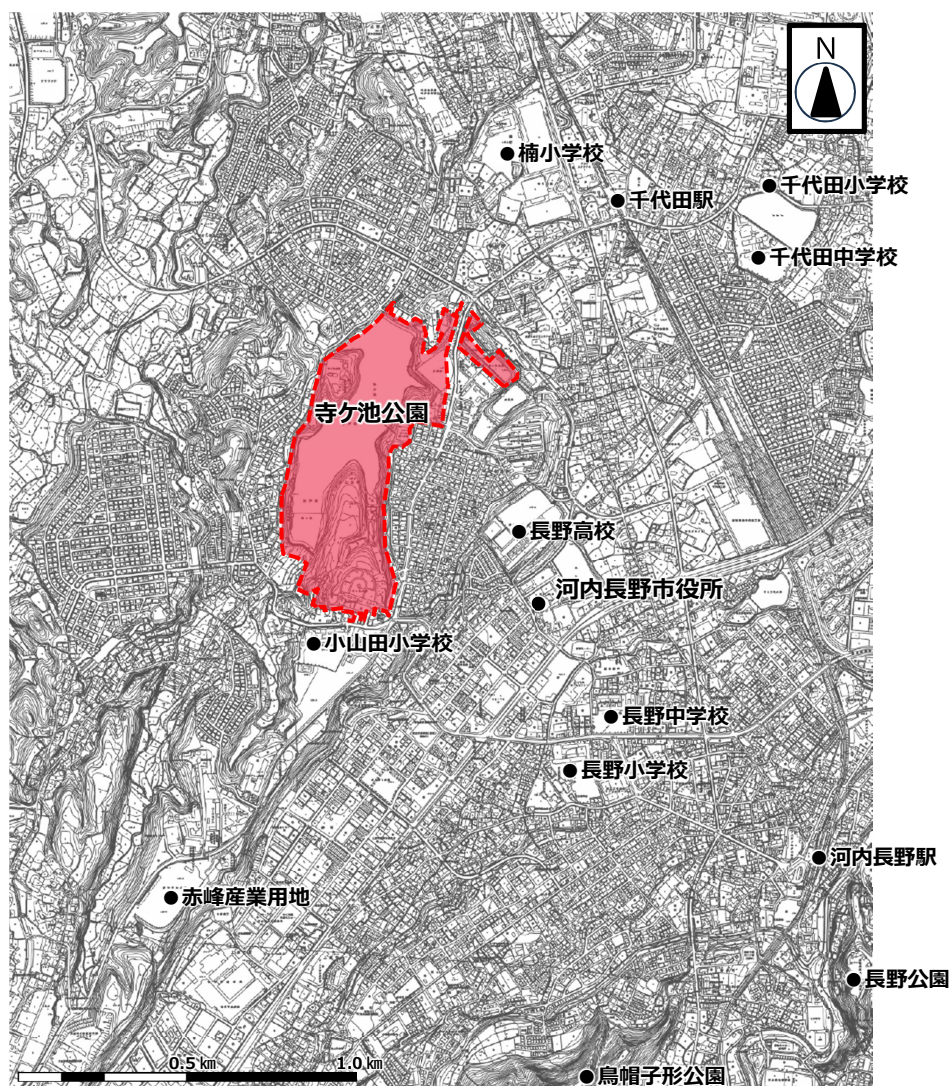 N
楠小学校
千代田小学校
千代田駅
千代田中学校
寺ケ池公園
長野高校
河内長野市役所
小山田小学校
長野中学校
長野小学校
河内長野駅
赤峰産業用地
長野公園
0.5㎞
1.0㎞
烏帽子形公園